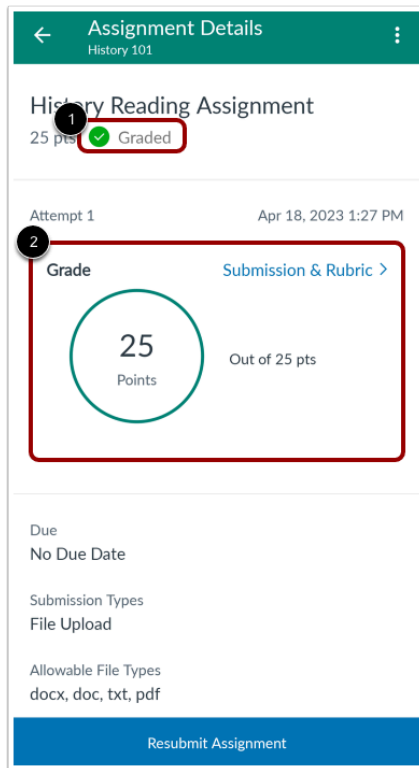 Assignment Details
History 101
History Reading Assignment
1
25 pts Graded
Attempt 1 Apr 18, 2023 1:27 PM
2
Grade Submission & Rubric >
25
Points
Out of 25 pts
Due
No Due Date
Submission Types
File Upload
Allowable File Types
docx, doc, txt, pdf
Resubmit Assignment